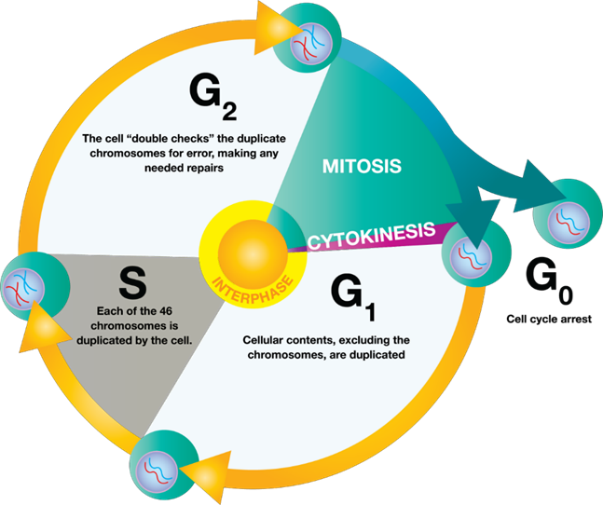 G2
The cell “double checks” the duplicate
chromosomes for error, making any
needed repairs
MITOSIS
CYTOKINESIS
INTERPHASE
S
Each of the 46
chromosomes is
duplicated by the cell.
G1
Cellular contents, excluding the
chromosomes, are duplicated
G0
Cell cycle arrest